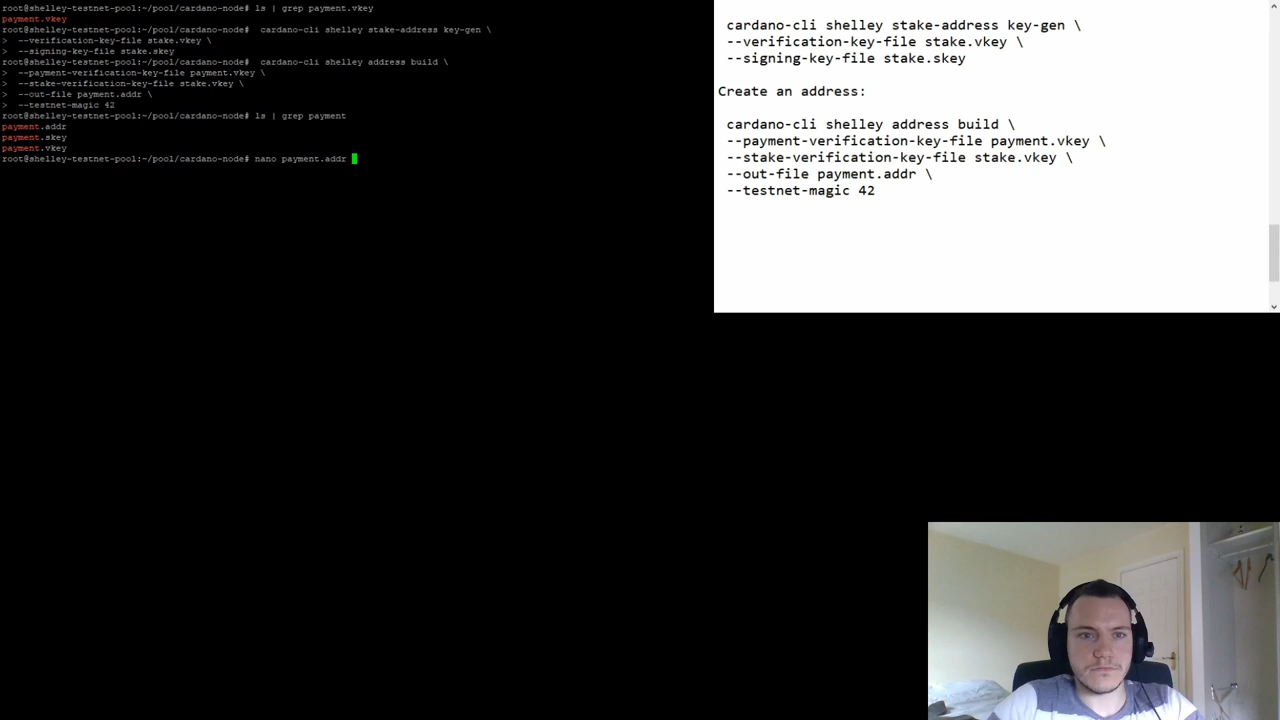 root@shelley-testnet-pool:~/pool/cardano-node# ls | grep payment.vkey
payment.vkey
root@shelley-testnet-pool:~/pool/cardano-node#  cardano-cli shelley stake-address key-gen \
>  --verification-key-file stake.vkey \
>  --signing-key-file stake.skey
root@shelley-testnet-pool:~/pool/cardano-node#  cardano-cli shelley address build \
>  --payment-verification-key-file payment.vkey \
>  --stake-verification-key-file stake.vkey \
>  --out-file payment.addr \
>  --testnet-magic 42
root@shelley-testnet-pool:~/pool/cardano-node# ls | grep payment
payment.addr
payment.skey
payment.vkey
root@shelley-testnet-pool:~/pool/cardano-node# nano payment.addr
cardano-cli shelley stake-address key-gen \
--verification-key-file stake.vkey \
--signing-key-file stake.skey
Create an address:
cardano-cli shelley address build \
--payment-verification-key-file payment.vkey \
--stake-verification-key-file stake.vkey \
--out-file payment.addr \
--testnet-magic 42